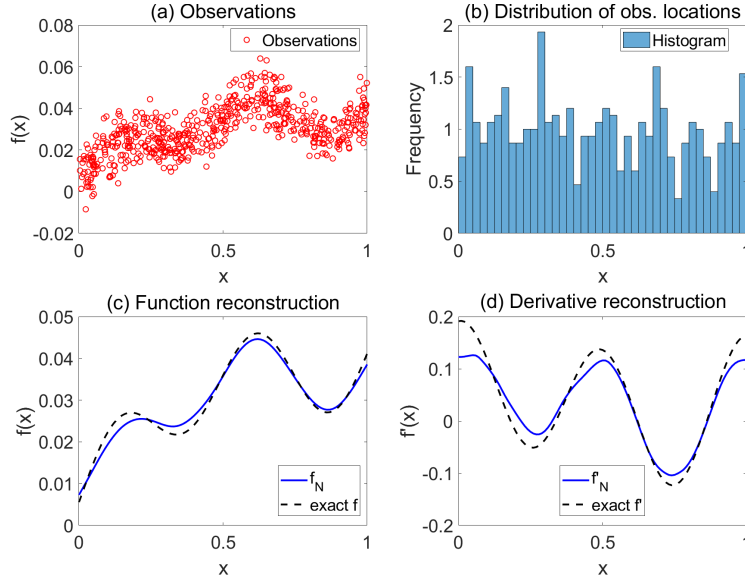 (a) Observations
0.08
0.06
0.04
0.02
0
-0.02
f(x)
0
0.5
1
x
Observations
(b) Distribution of obs. locations
2
1.5
1
0.5
0
Frequency
0
0.5
1
x
Histogram
(c) Function reconstruction
0.05
0.04
0.03
0.02
0.01
0
f(x)
0
0.5
1
x
f_N
exact f
(d) Derivative reconstruction
0.2
0.1
0
-0.1
-0.2
f'(x)
0
0.5
1
x
f'_N
exact f'